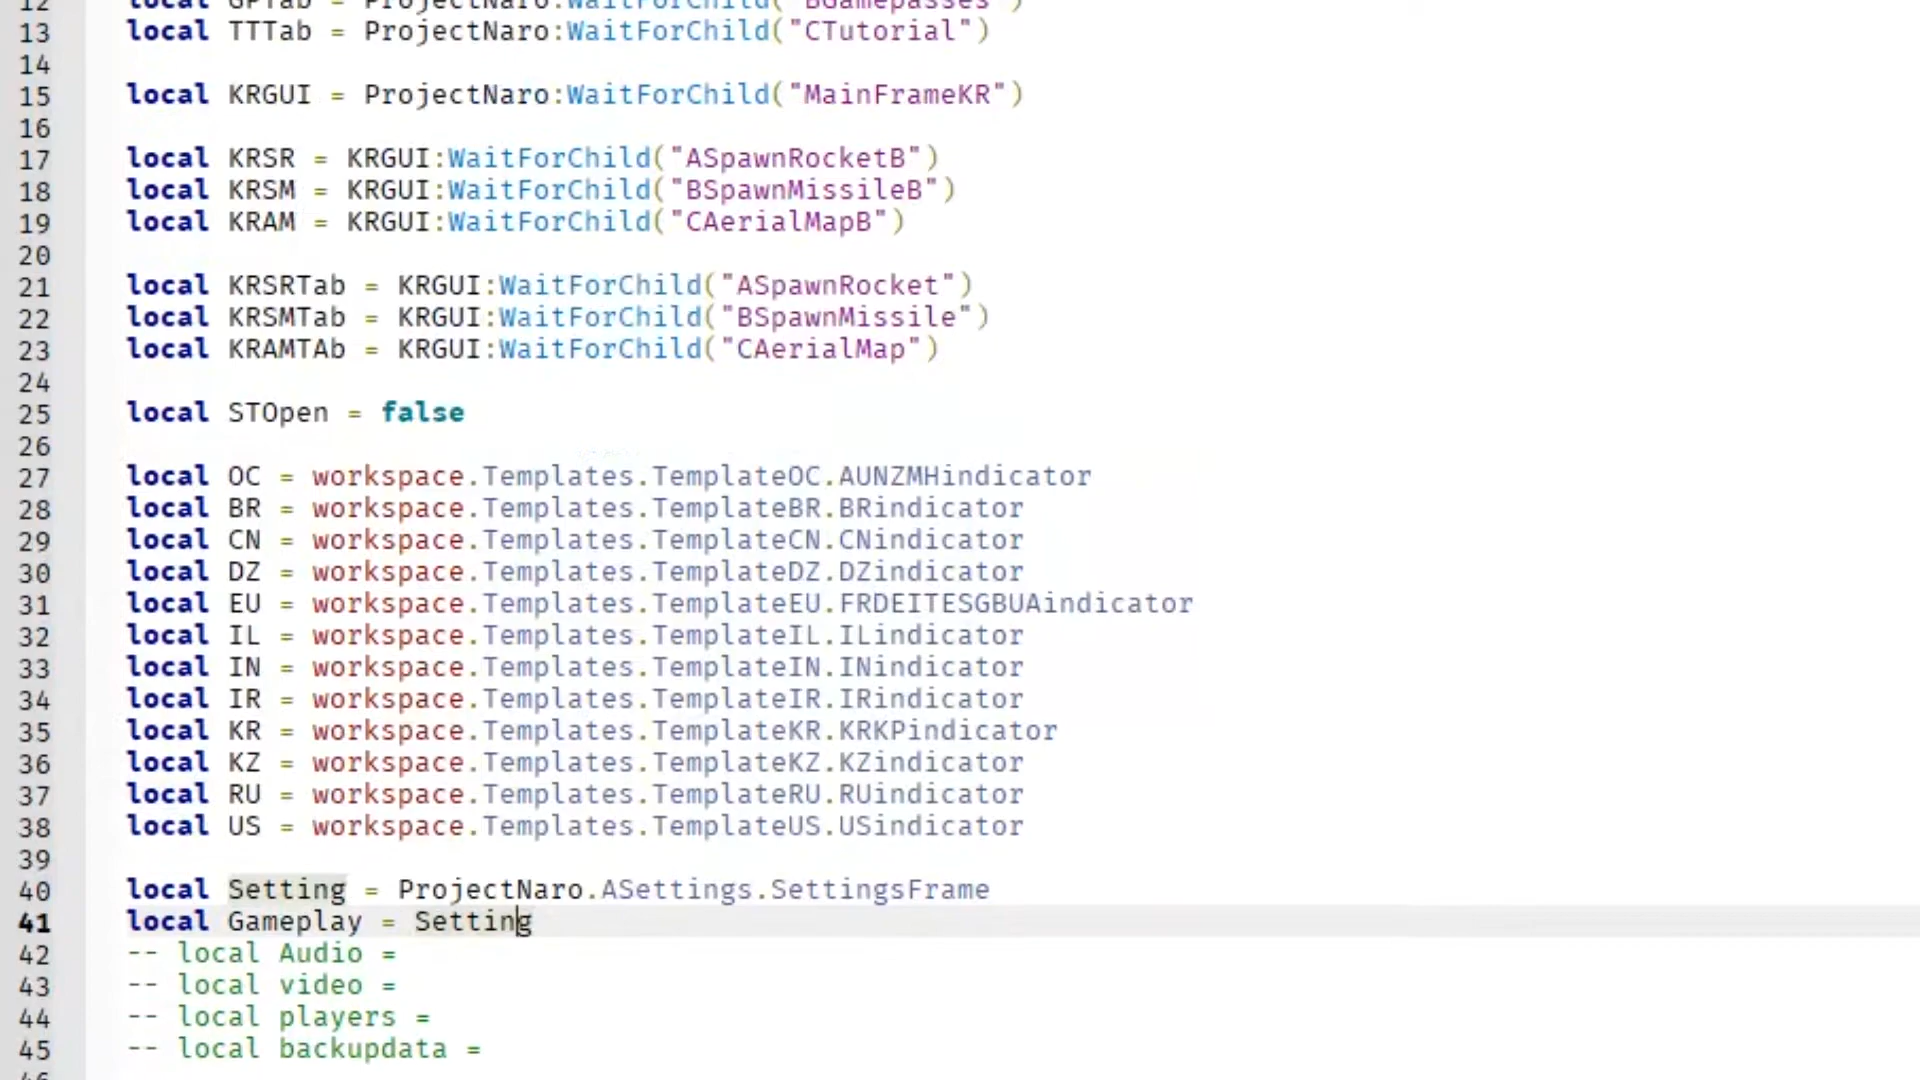 12 local GPTab = ProjectNaro:WaitForChild("BGamepasses")
13 local TTTab = ProjectNaro:WaitForChild("CTutorial")
14
15 local KRGUI = ProjectNaro:WaitForChild("MainFrameKR")
16
17 local KRSR = KRGUI:WaitForChild("ASpawnRocketB")
18 local KRSM = KRGUI:WaitForChild("BSpawnMissileB")
19 local KRAM = KRGUI:WaitForChild("CAerialMapB")
20
21 local KRSRTab = KRGUI:WaitForChild("ASpawnRocket")
22 local KRSMTab = KRGUI:WaitForChild("BSpawnMissile")
23 local KRAMTAb = KRGUI:WaitForChild("CAerialMap")
24
25 local STOpen = false
26
27 local OC = workspace.Templates.TemplateOC.AUNZMHindicator
28 local BR = workspace.Templates.TemplateBR.BRindicator
29 local CN = workspace.Templates.TemplateCN.CNindicator
30 local DZ = workspace.Templates.TemplateDZ.DZindicator
31 local EU = workspace.Templates.TemplateEU.FRDEITESGBUAindicator
32 local IL = workspace.Templates.TemplateIL.ILindicator
33 local IN = workspace.Templates.TemplateIN.INindicator
34 local IR = workspace.Templates.TemplateIR.IRindicator
35 local KR = workspace.Templates.TemplateKR.KRKPindicator
36 local KZ = workspace.Templates.TemplateKZ.KZindicator
37 local RU = workspace.Templates.TemplateRU.RUindicator
38 local US = workspace.Templates.TemplateUS.USindicator
39
40 local Setting = ProjectNaro.ASettings.SettingsFrame
41 local Gameplay = Setting
42 -- local Audio =
43 -- local video =
44 -- local players =
45 -- local backupdata =